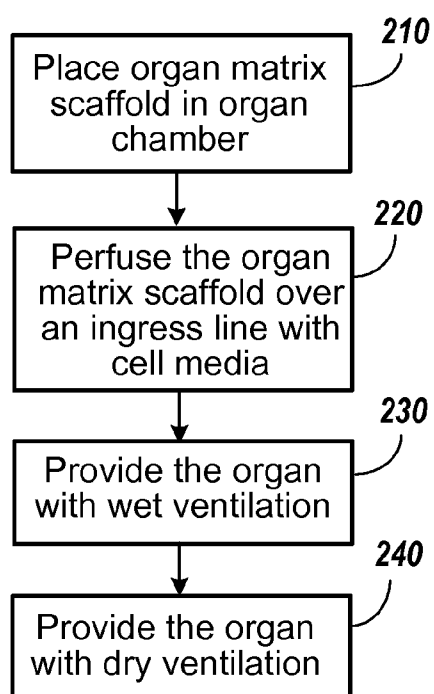 210
Place organ matrix
scaffold in organ
chamber
220
Perfuse the organ
matrix scaffold over
an ingress line with
cell media
230
Provide the organ
with wet ventilation
240
Provide the organ
with dry ventilation